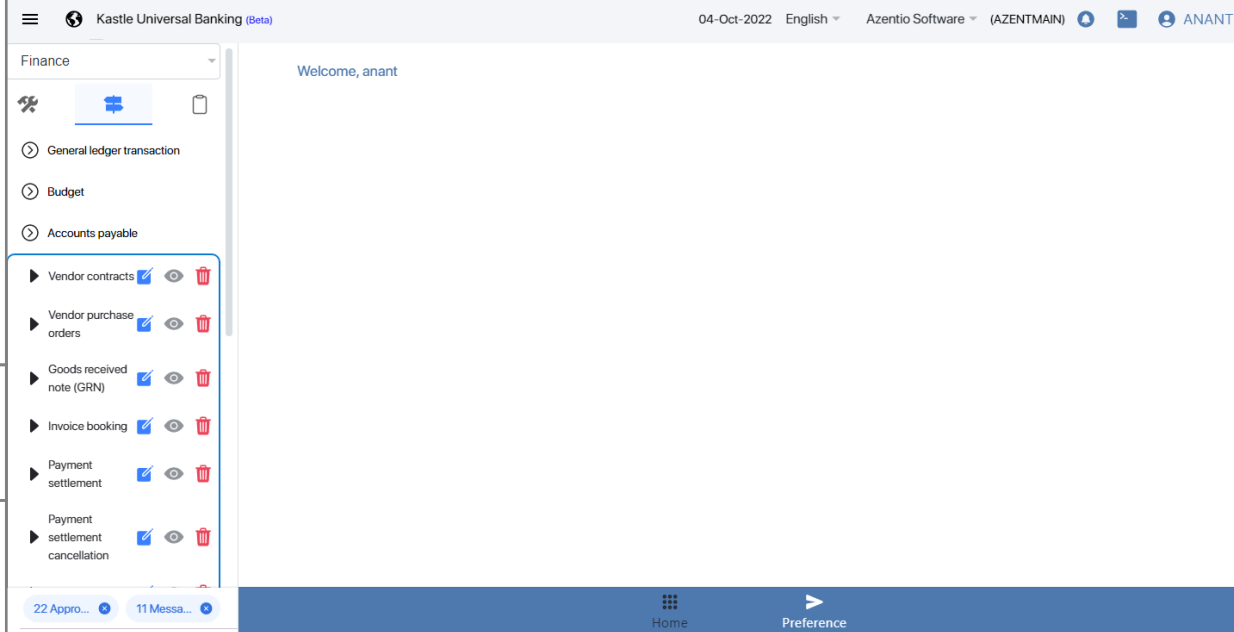 Kastle Universal Banking (Beta)
04-Oct-2022 English Azentio Software (AZENTMAIN) ANANT
Finance
Welcome, anant
General ledger transaction
Budget
Accounts payable
Vendor contracts
Vendor purchase
orders
Goods received
note (GRN)
Invoice booking
Payment
settlement
Payment
settlement
cancellation
22 Appro...
11 Messa...
Home
Preference